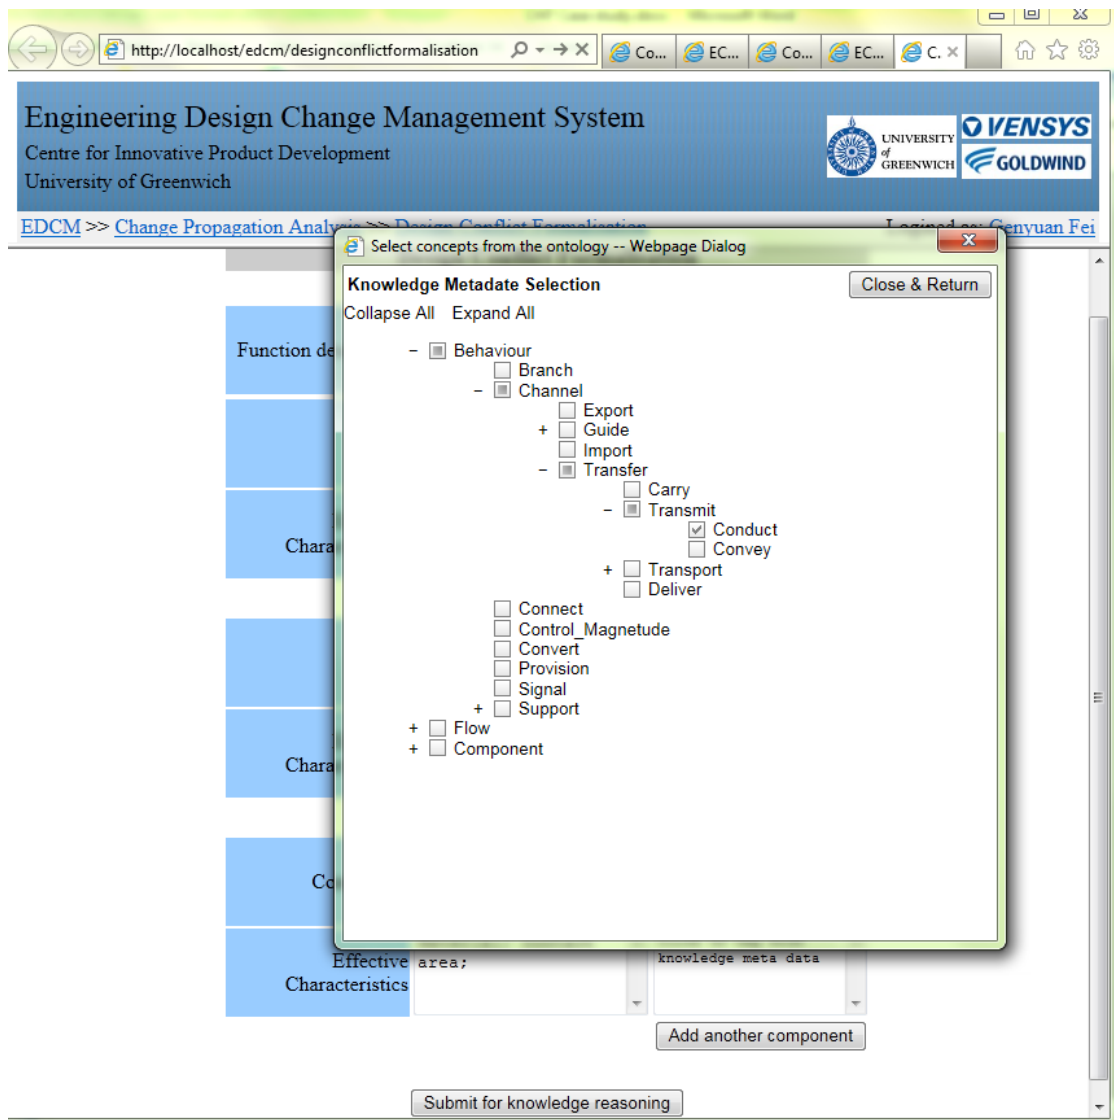 http://localhost/edcm/designconflictformalisation
Co...
EC...
Co...
EC...
C.
Engineering Design Change Management System
Centre for Innovative Product Development
University of Greenwich
UNIVERSITY
of
GREENWICH
VENSYS
GOLDWIND
EDCM >> Change Propagation Analysis >> Design Conflict Formalisation
Logined as: Genyuan Fei
Select concepts from the ontology -- Webpage Dialog
Knowledge Metadate Selection
Close & Return
Collapse All Expand All
Function de
− Behaviour
Branch
− Channel
Export
+ Guide
Import
− Transfer
Carry
− Transmit
Conduct
Chara
Convey
+ Transport
Deliver
Connect
Control_Magnetude
Convert
Provision
Signal
+ Support
+ Flow
+ Component
Chara
Co
Effective
Characteristics
area;
knowledge meta data
Add another component
Submit for knowledge reasoning